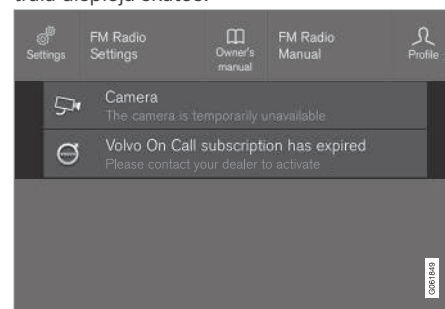 Settings
FM Radio
Settings
Owner's
manual
FM Radio
Manual
Profile
Camera
The camera is temporarily unavailable
Volvo On Call subscription has expired
Please contact your dealer to activate
G061849